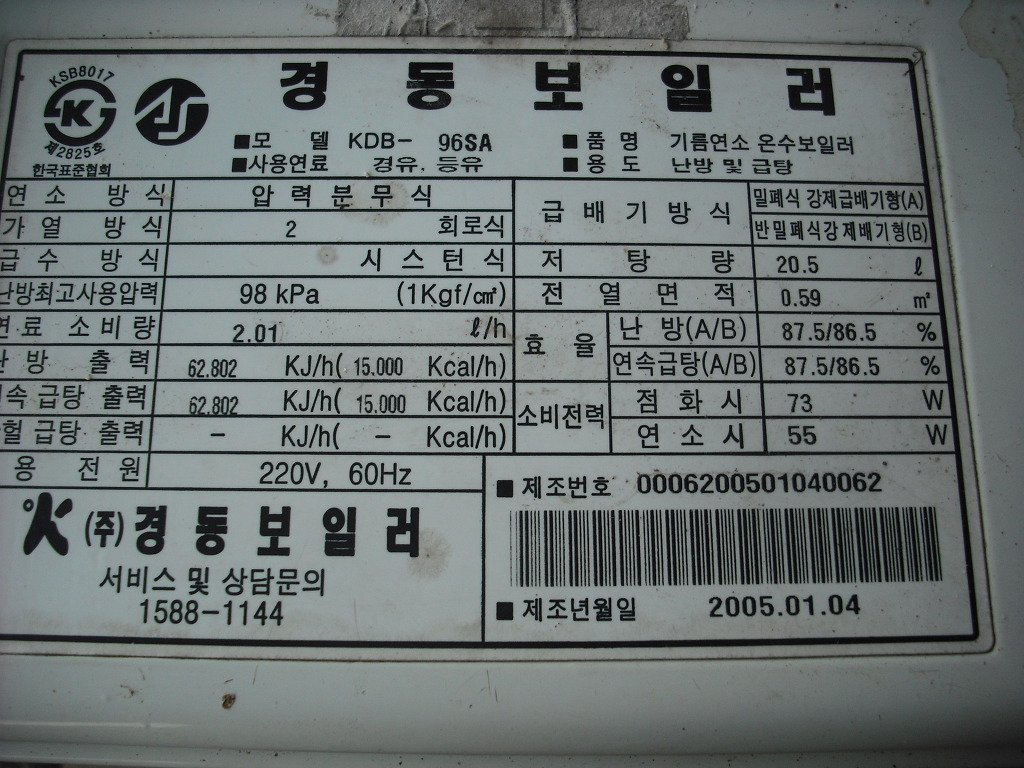 KSB8017
K
제2825호
한국표준협회
경동보일러
■모 델 KDB- 96SA ■품 명 기름연소 온수보일러
■사용연료 경유, 등유 ■용 도 난방 및 급탕
연소 방식 압력분무식 급배기방식 밀폐식 강제급배기형(A)
가열 방식 2 회로식 반밀폐식강제배기형(B)
급수 방식 시스턴식 저탕량 20.5 ℓ
난방최고사용압력 98 kPa (1Kgf/㎠) 전열면적 0.59 ㎡
연료 소비량 2.01 ℓ/h 효율 난 방(A/B) 87.5/86.5 %
난방 출력 62.802 KJ/h( 15.000 Kcal/h) 연속급탕(A/B) 87.5/86.5 %
속 급탕 출력 62.802 KJ/h( 15.000 Kcal/h) 소비전력 점화시 73 W
급탕 출력 - KJ/h( - Kcal/h) 연소시 55 W
용 전원 220V, 60Hz
■ 제조번호 0006200501040062
(주)경동보일러
서비스 및 상담문의
1588-1144
■ 제조년월일 2005.01.04